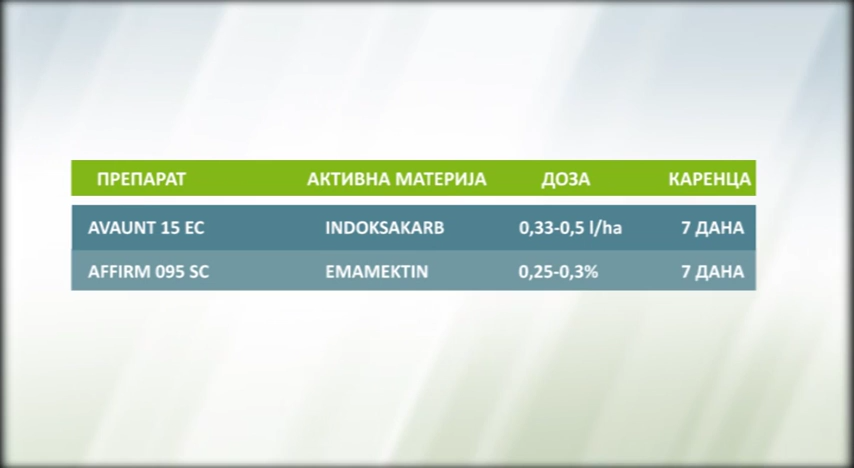 ПРЕПАРАТ АКТИВНА МАТЕРИЈА ДОЗА КАРЕНЦА
AVAUNT 15 EC INDOKSAKARB 0,33-0,5 l/ha 7 ДАНА
AFFIRM 095 SC EMAMEKTIN 0,25-0,3% 7 ДАНА